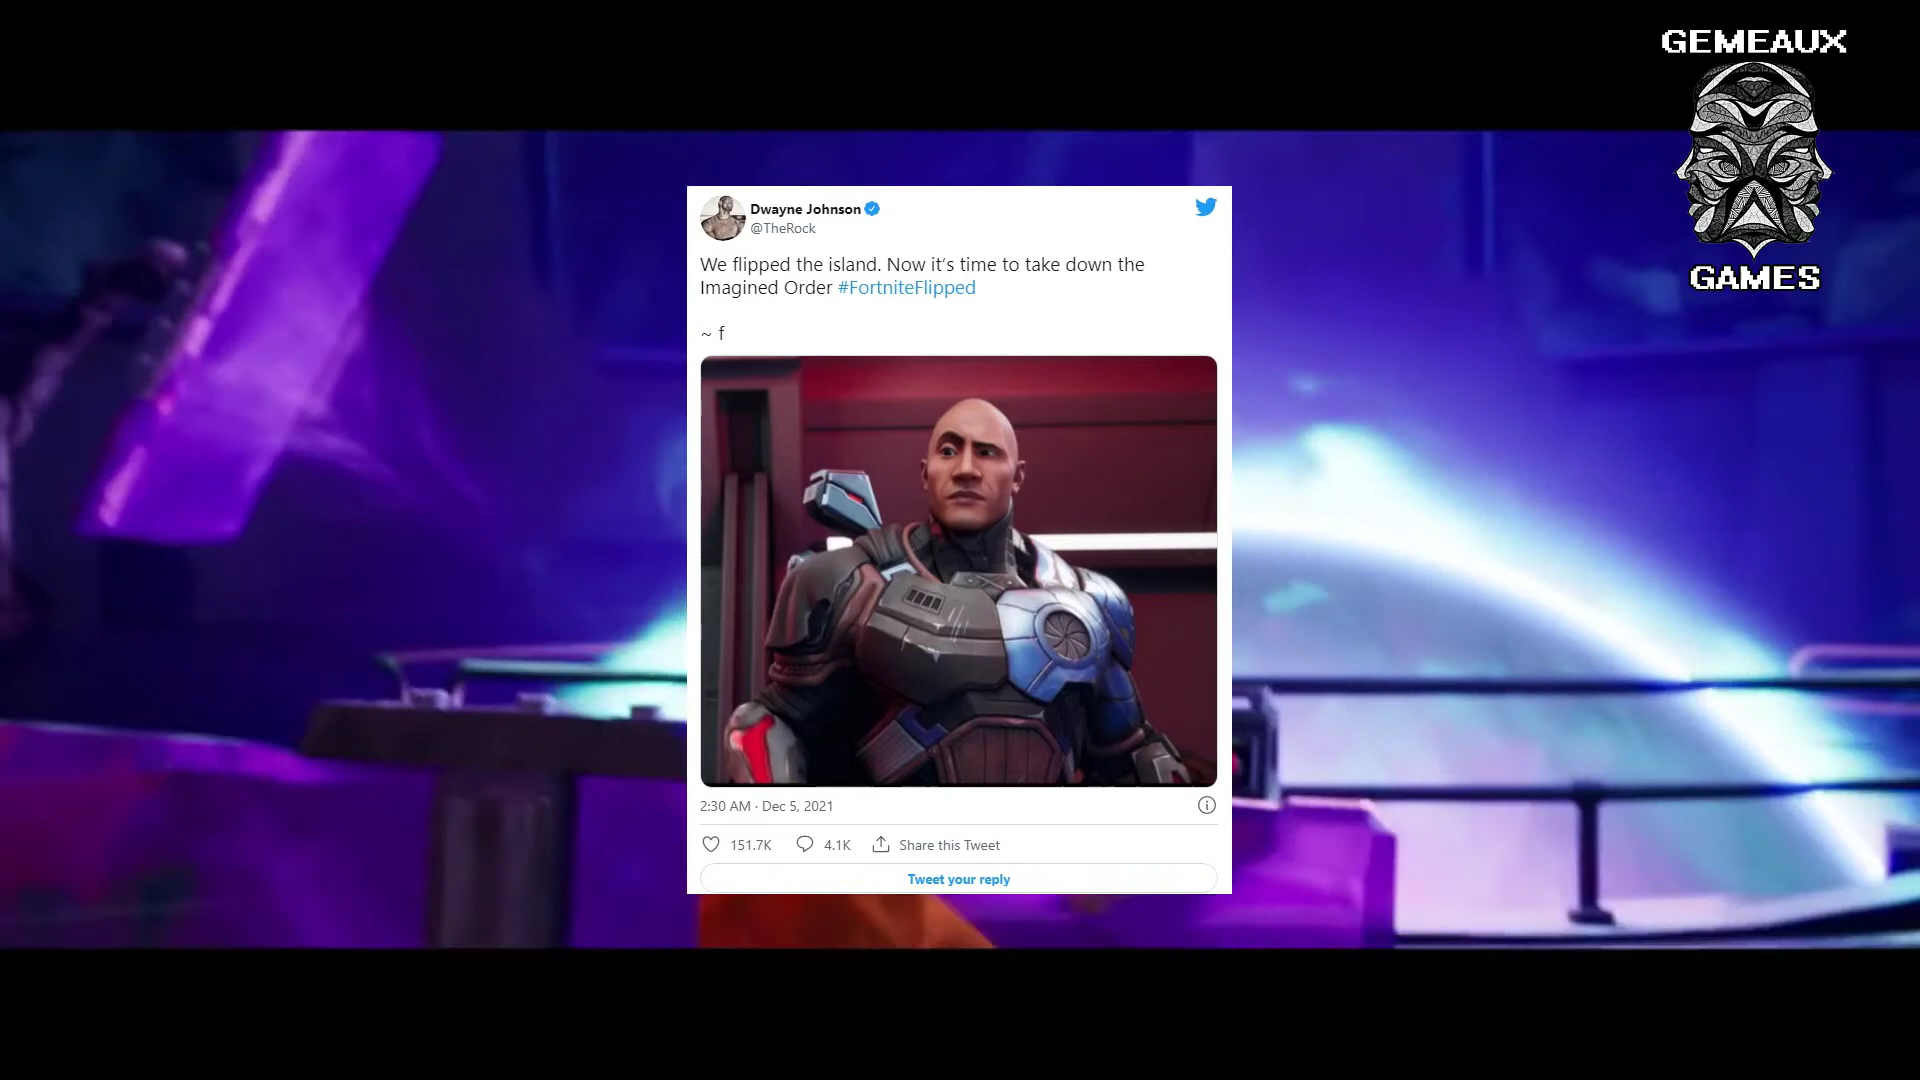 GEMEAUX
GAMES
Dwayne Johnson
@TheRock
We flipped the island. Now it’s time to take down the
Imagined Order #FortniteFlipped
~ f
2:30 AM · Dec 5, 2021
151.7K 4.1K Share this Tweet
Tweet your reply